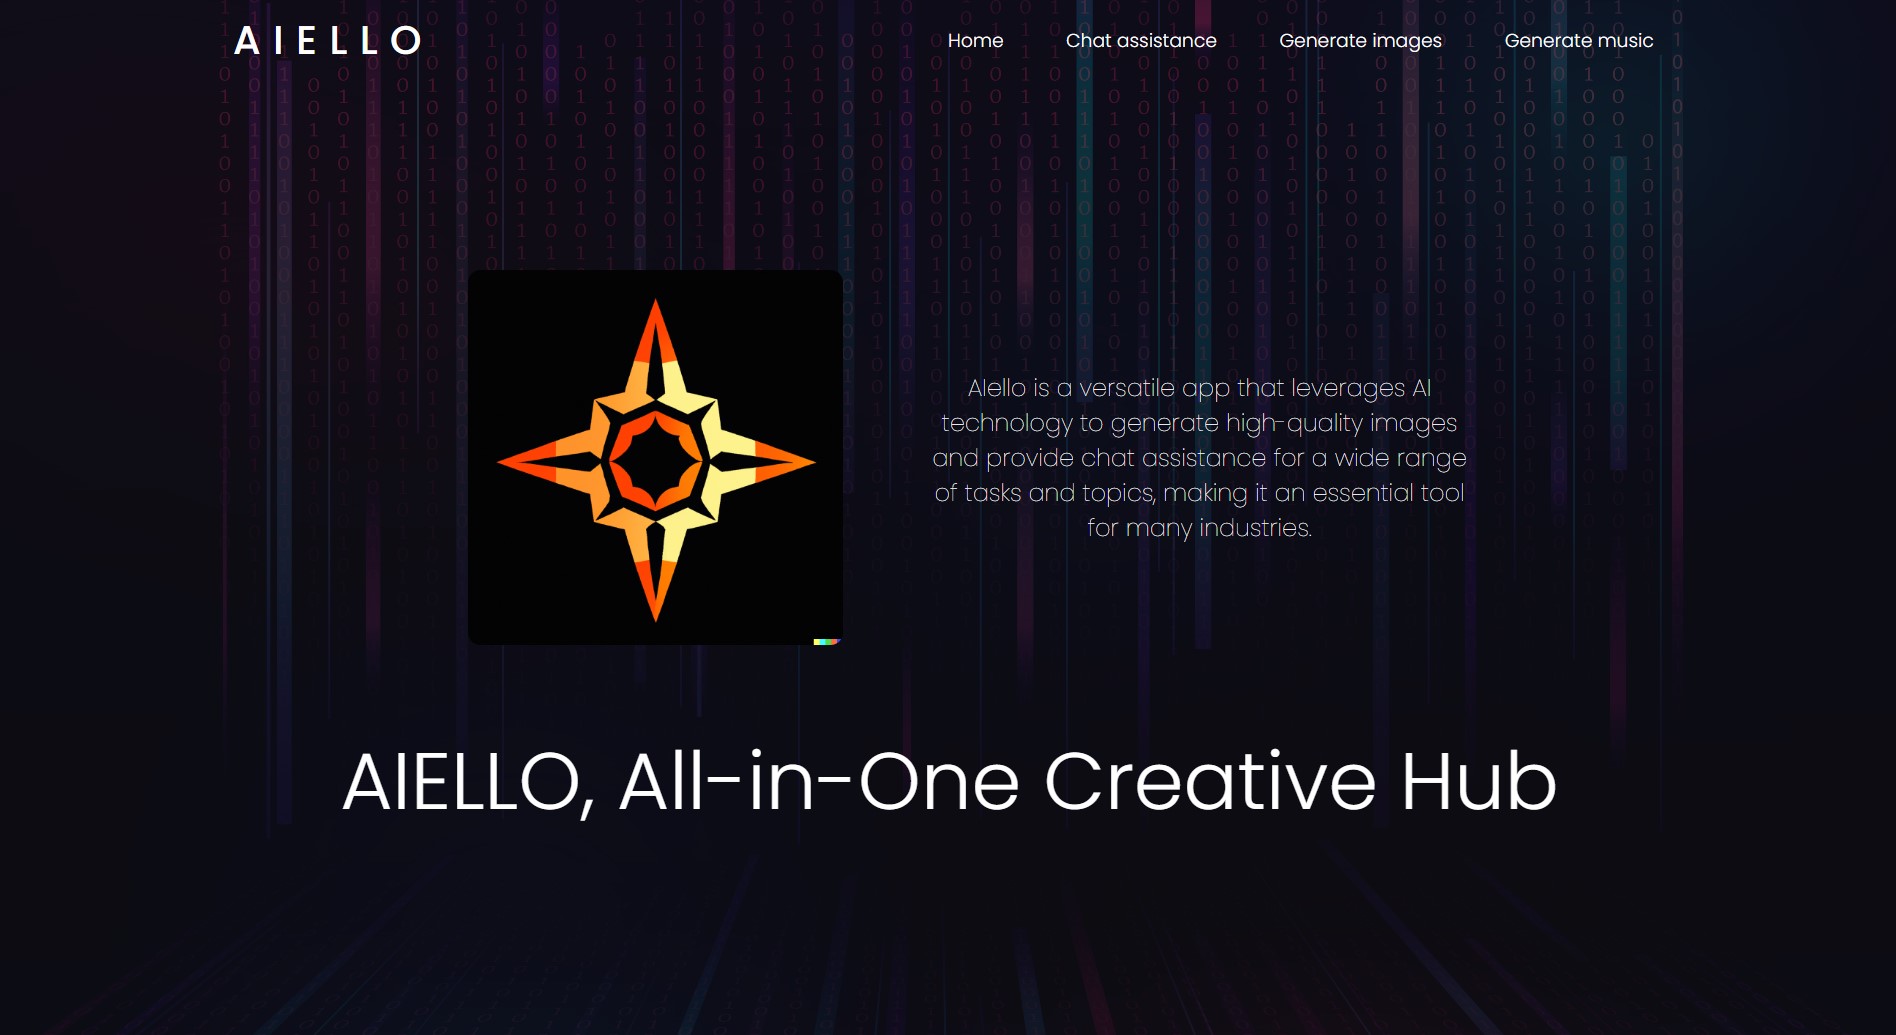 AIELLO
Home
Chat assistance
Generate images
Generate music
AIello is a versatile app that leverages AI
technology to generate high-quality images
and provide chat assistance for a wide range
of tasks and topics, making it an essential tool
for many industries.
AIELLO, All-in-One Creative Hub